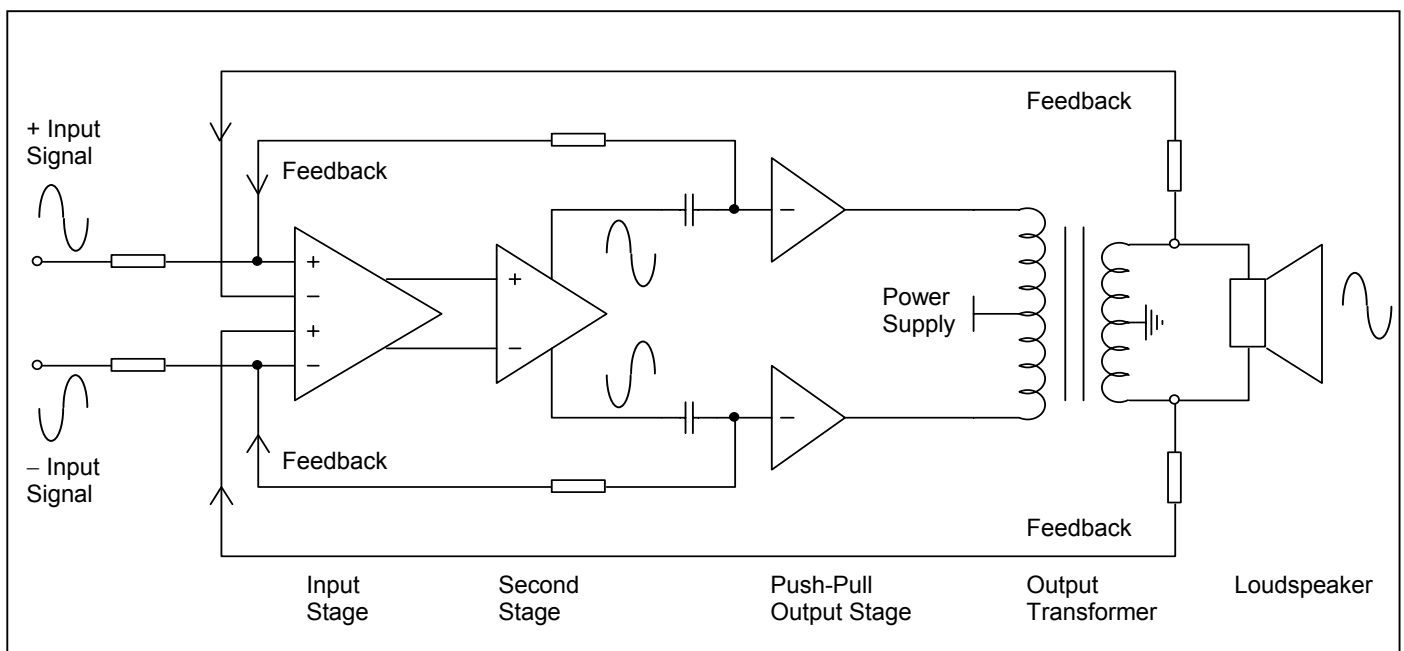 Feedback
+ Input
Signal
Feedback
+
−
+
−
+
−
−
−
Power
Supply
− Input
Signal
Feedback
Feedback
Input
Stage
Second
Stage
Push-Pull
Output Stage
Output
Transformer
Loudspeaker